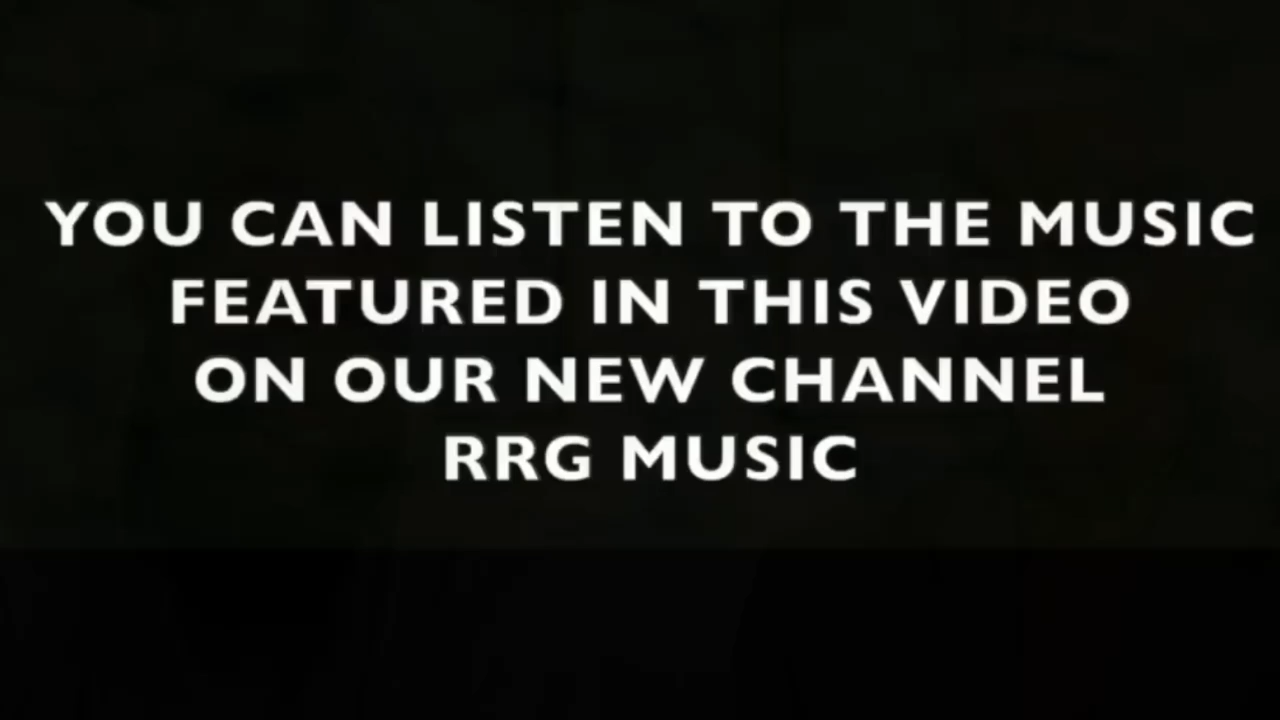 YOU CAN LISTEN TO THE MUSIC
FEATURED IN THIS VIDEO
ON OUR NEW CHANNEL
RRG MUSIC